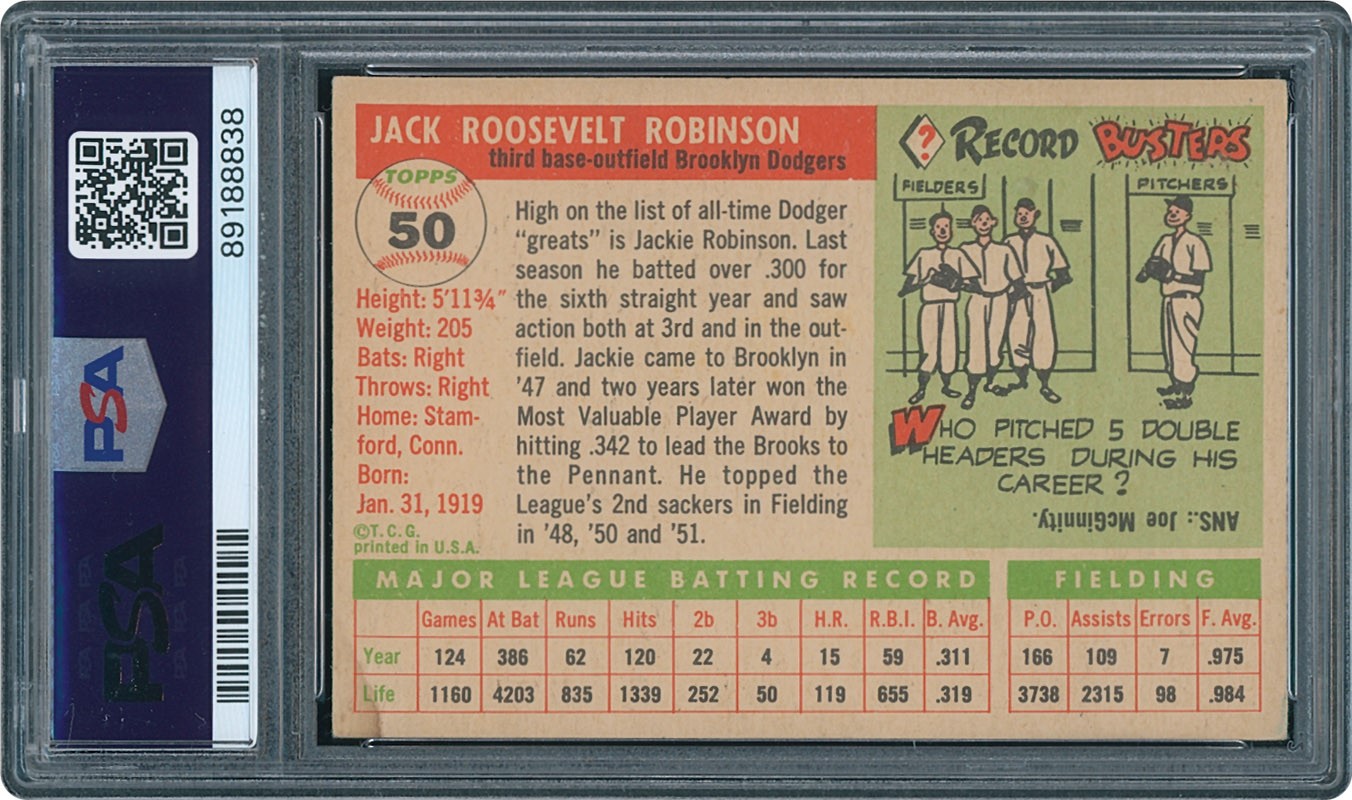 89188838
PSA
PSA
JACK ROOSEVELT ROBINSON
third base-outfield Brooklyn Dodgers
TOPPS
50
Height: 5'11¾"
Weight: 205
Bats: Right
Throws: Right
Home: Stam-
ford, Conn.
Born:
Jan. 31, 1919
©T.C.G.
printed in U.S.A.
High on the list of all-time Dodger
“greats” is Jackie Robinson. Last
season he batted over .300 for
the sixth straight year and saw
action both at 3rd and in the out-
field. Jackie came to Brooklyn in
'47 and two years later won the
Most Valuable Player Award by
hitting .342 to lead the Brooks to
the Pennant. He topped the
League's 2nd sackers in Fielding
in '48, '50 and '51.
? RECORD BUSTERS
FIELDERS
PITCHERS
WHO PITCHED 5 DOUBLE
HEADERS DURING HIS
CAREER?
ANS.: Joe McGinnity.
MAJOR LEAGUE BATTING RECORD FIELDING
Games At Bat Runs Hits 2b 3b H.R. R.B.I. B. Avg. P.O. Assists Errors F. Avg.
Year 124 386 62 120 22 4 15 59 .311 166 109 7 .975
Life 1160 4203 835 1339 252 50 119 655 .319 3738 2315 98 .984